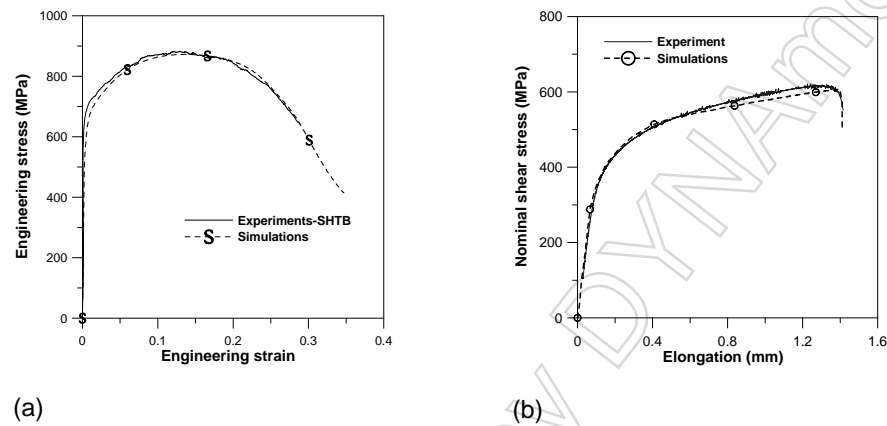 1000
800
600
400
200
0
Engineering stress (MPa)
S
S
S
S
Experiments-SHTB
S Simulations
0 0.1 0.2 0.3 0.4
Engineering strain
(a)
800
600
400
200
0
Nominal shear stress (MPa)
Experiment
Simulations
0 0.4 0.8 1.2 1.6
Elongation (mm)
(b)
BY DYNAmo